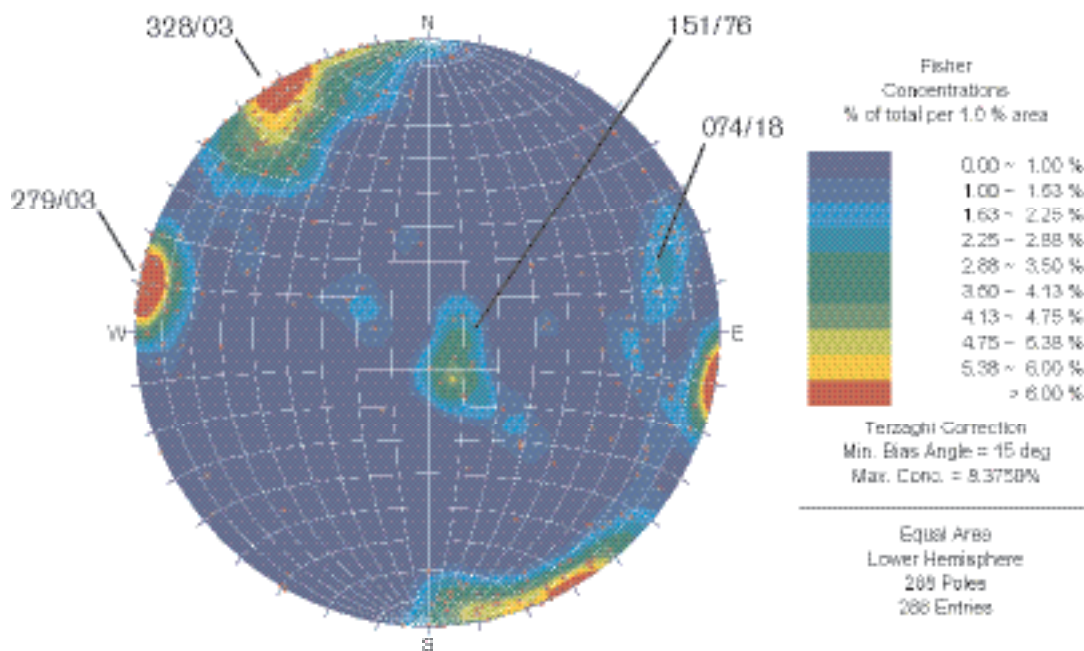 328/03
N
151/76
074/18
279/03
W
E
S
Fisher
Concentrations
% of total per 1.0 % area
0.00 ~ 1.00 %
1.00 ~ 1.63 %
1.63 ~ 2.25 %
2.25 ~ 2.88 %
2.88 ~ 3.50 %
3.50 ~ 4.13 %
4.13 ~ 4.75 %
4.75 ~ 5.38 %
5.38 ~ 6.00 %
> 6.00 %
Terzaghi Correction
Min. Bias Angle = 15 deg
Max. Conc. =
Equal Area
Lower Hemisphere
Poles
Entries